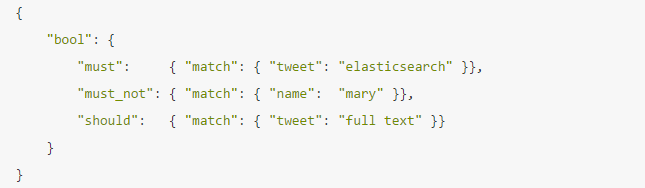 {
    "bool": {
        "must":     { "match": { "tweet": "elasticsearch" }},
        "must_not": { "match": { "name":  "mary" }},
        "should":   { "match": { "tweet": "full text" }}
    }
}